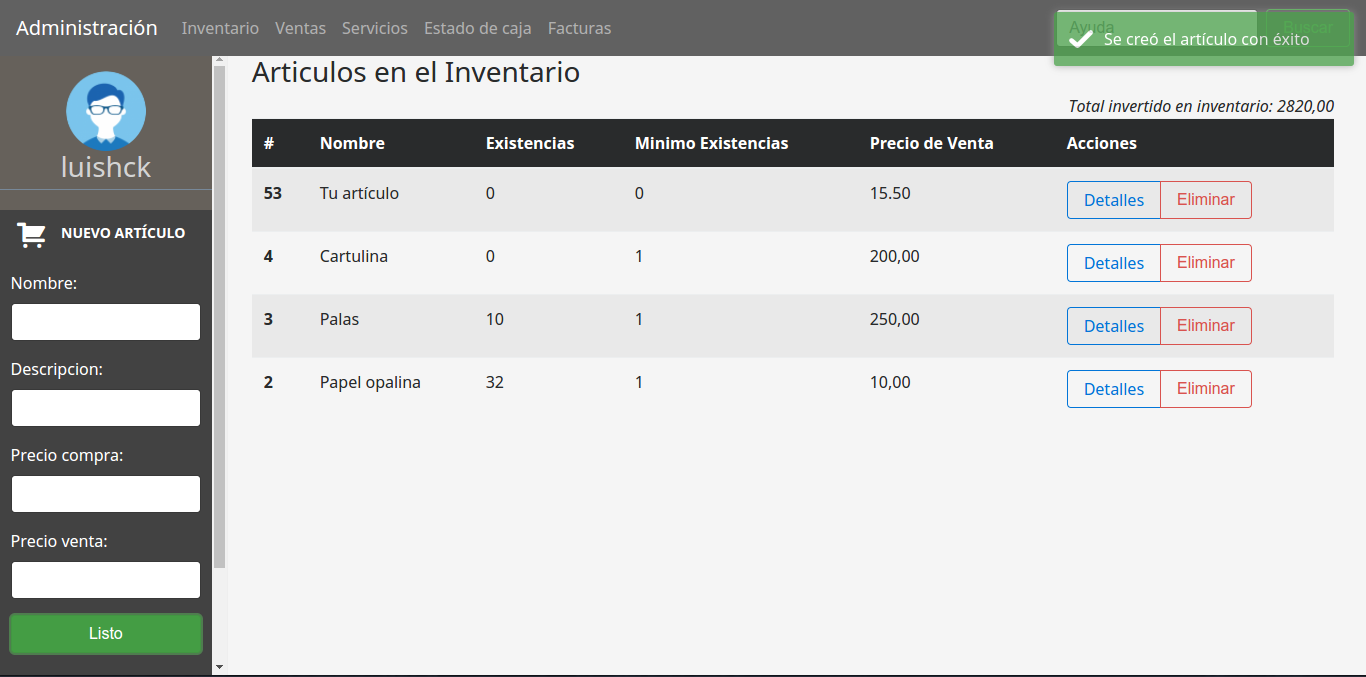 Administración Inventario Ventas Servicios Estado de caja Facturas Ayuda Buscar
Se creó el artículo con éxito
luishck
NUEVO ARTÍCULO
Nombre:
Descripcion:
Precio compra:
Precio venta:
Listo
Articulos en el Inventario
Total invertido en inventario: 2820,00
# Nombre Existencias Minimo Existencias Precio de Venta Acciones
53 Tu artículo 0 0 15.50 Detalles Eliminar
4 Cartulina 0 1 200,00 Detalles Eliminar
3 Palas 10 1 250,00 Detalles Eliminar
2 Papel opalina 32 1 10,00 Detalles Eliminar